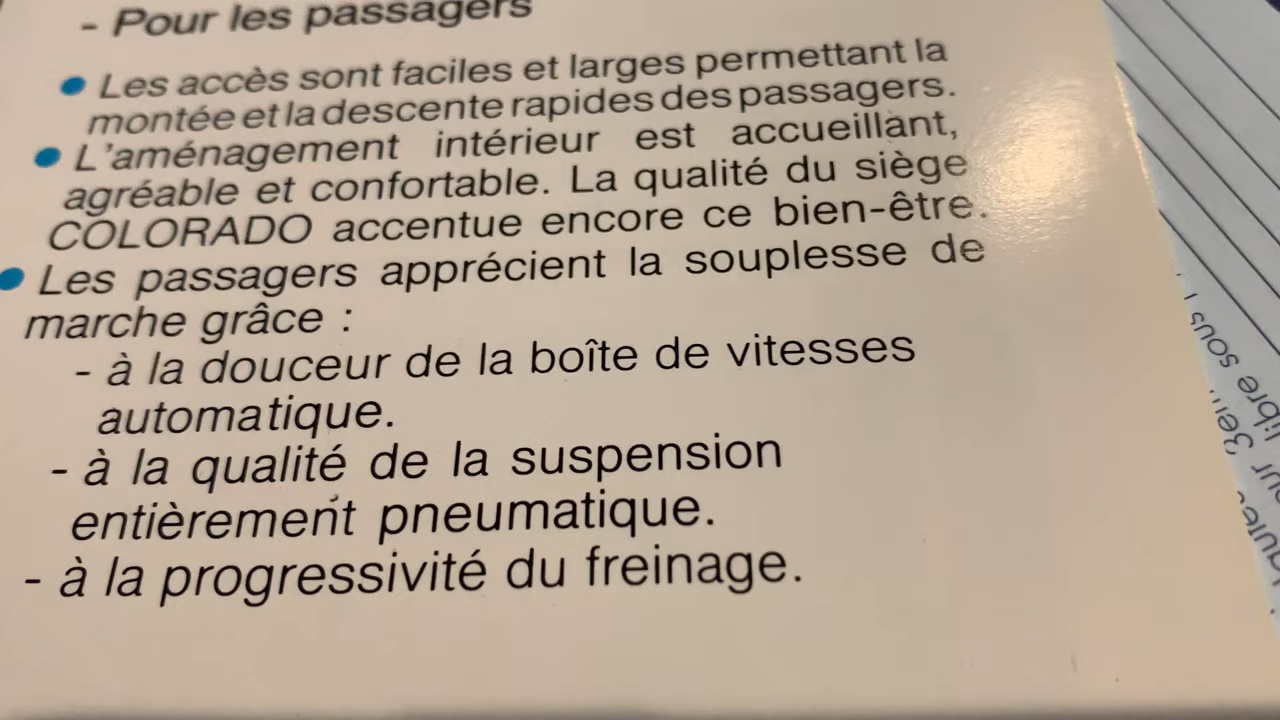 - Pour les passagers
• Les accès sont faciles et larges permettant la
montée et la descente rapides des passagers.
• L'aménagement intérieur est accueillant,
agréable et confortable. La qualité du siège
COLORADO accentue encore ce bien-être.
• Les passagers apprécient la souplesse de
marche grâce :
- à la douceur de la boîte de vitesses
automatique.
- à la qualité de la suspension
entièrement pneumatique.
- à la progressivité du freinage.
libre sous